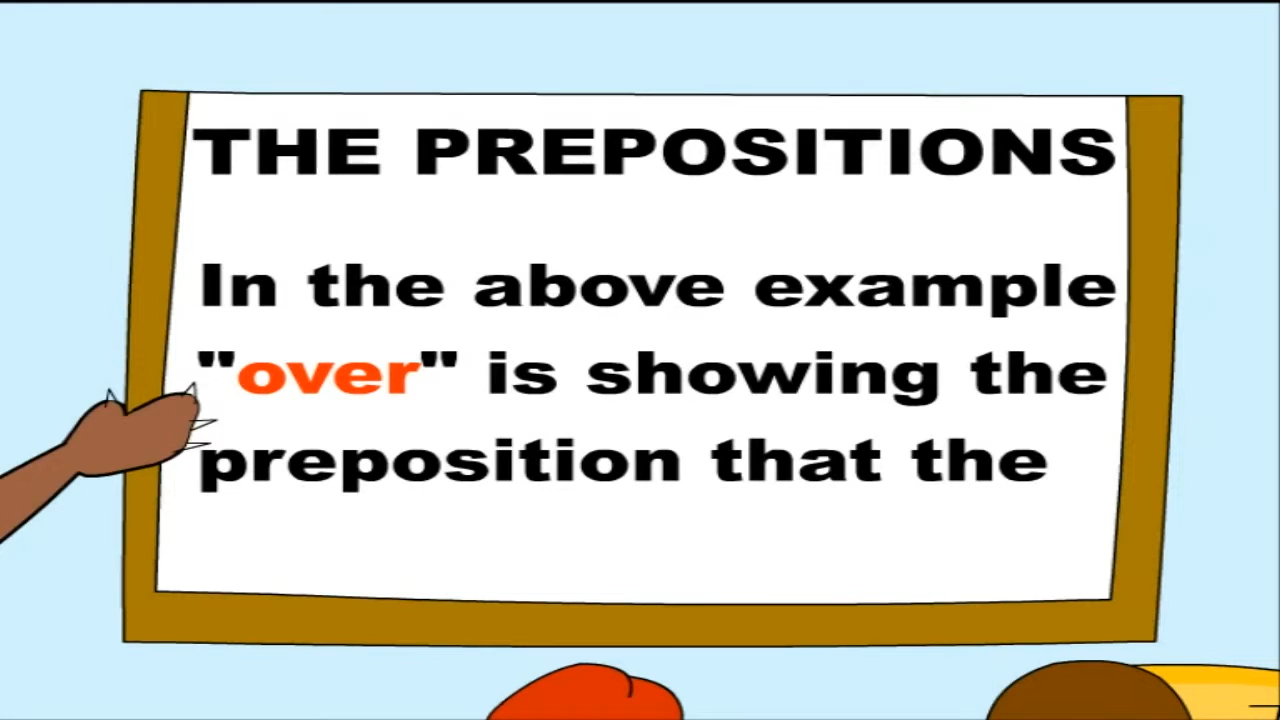 THE PREPOSITIONS
In the above example
"over" is showing the
preposition that the